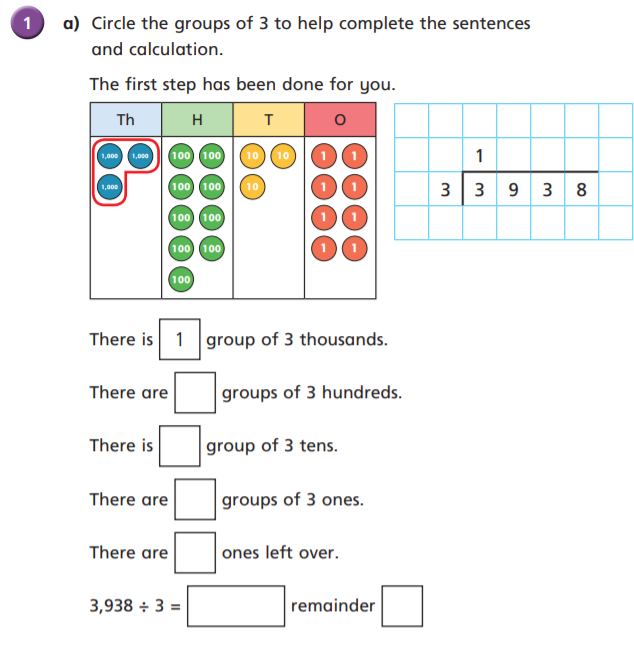 1 a) Circle the groups of 3 to help complete the sentences
and calculation.
The first step has been done for you.
Th H T O
1,000 1,000 100 100 10 10 1 1
1,000 100 100 10 1 1
100 100 1 1
100 100 1 1
100
1
3 3 9 3 8
There is 1 group of 3 thousands.
There are groups of 3 hundreds.
There is group of 3 tens.
There are groups of 3 ones.
There are ones left over.
3,938 ÷ 3 = remainder